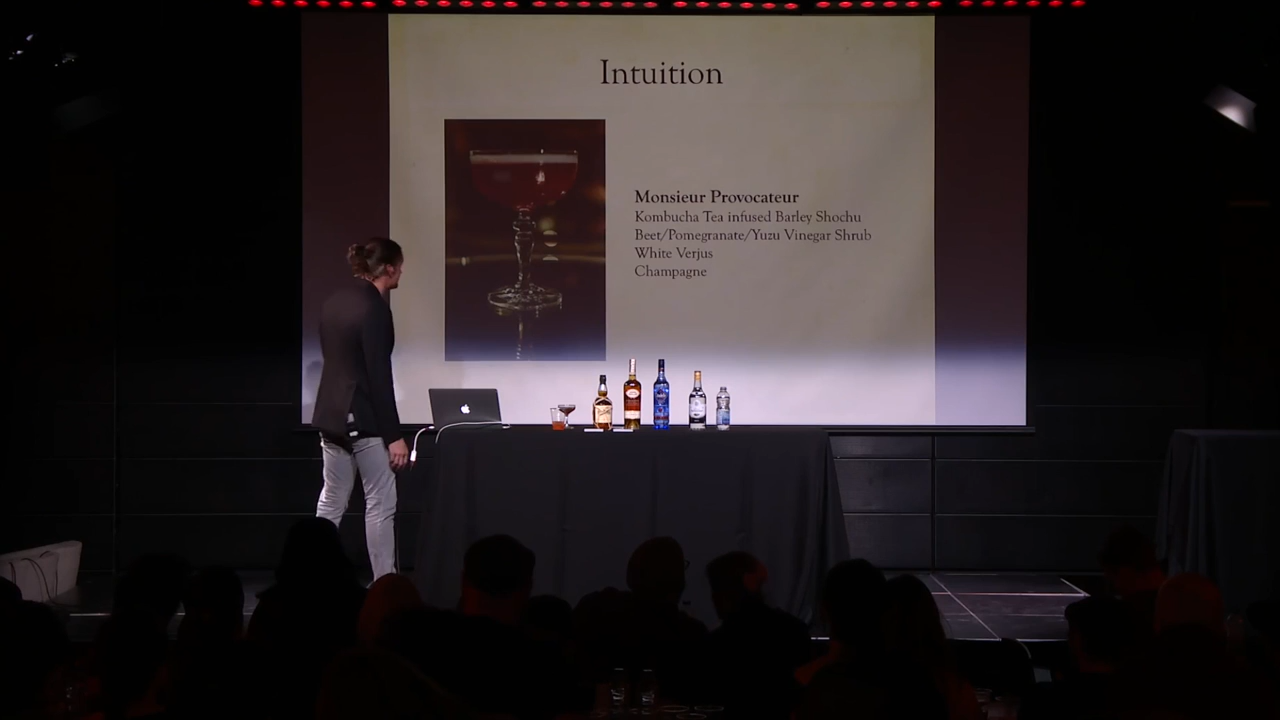 Intuition
Monsieur Provocateur
Kombucha Tea infused Barley Shochu
Beet/Pomegranate/Yuzu Vinegar Shrub
White Verjus
Champagne